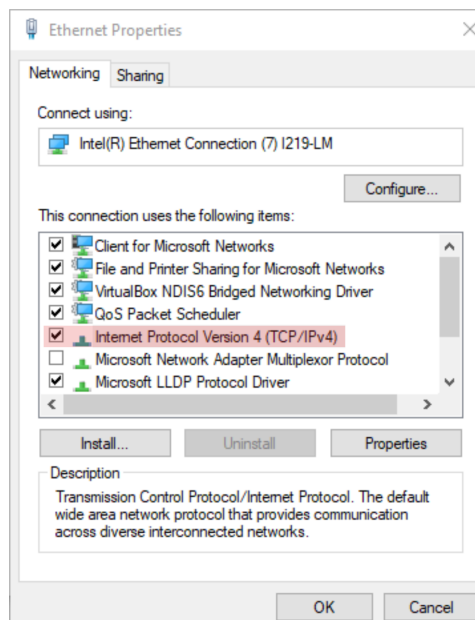 Ethernet Properties
Networking
Sharing
Connect using:
Intel(R) Ethernet Connection (7) I219-LM
Configure...
This connection uses the following items:
Client for Microsoft Networks
File and Printer Sharing for Microsoft Networks
VirtualBox NDIS6 Bridged Networking Driver
QoS Packet Scheduler
Internet Protocol Version 4 (TCP/IPv4)
Microsoft Network Adapter Multiplexor Protocol
Microsoft LLDP Protocol Driver
Install...
Uninstall
Properties
Description
Transmission Control Protocol/Internet Protocol. The default
wide area network protocol that provides communication
across diverse interconnected networks.
OK
Cancel